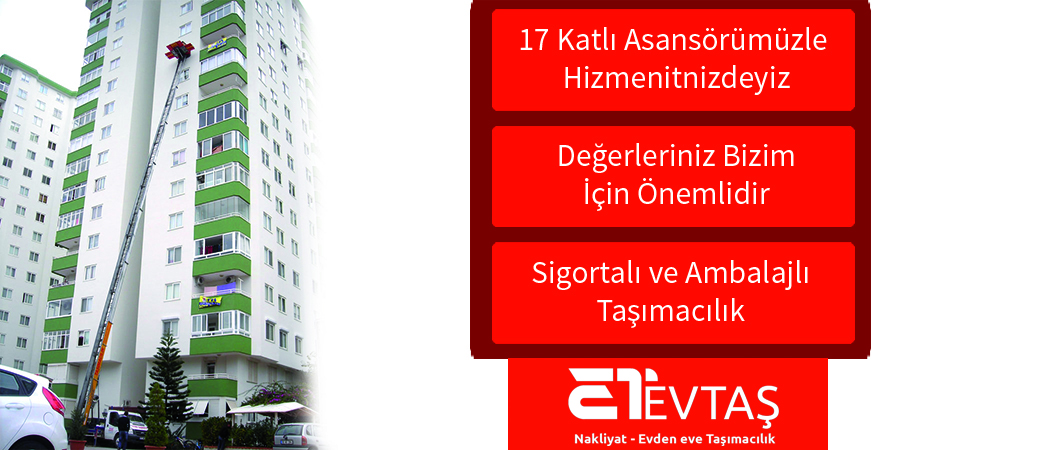 17 Katlı Asansörümüzle
Hizmenitnizdeyiz
Değerleriniz Bizim
İçin Önemlidir
Sigortalı ve Ambalajlı
Taşımacılık
EVTAŞ
Nakliyat - Evden eve Taşımacılık